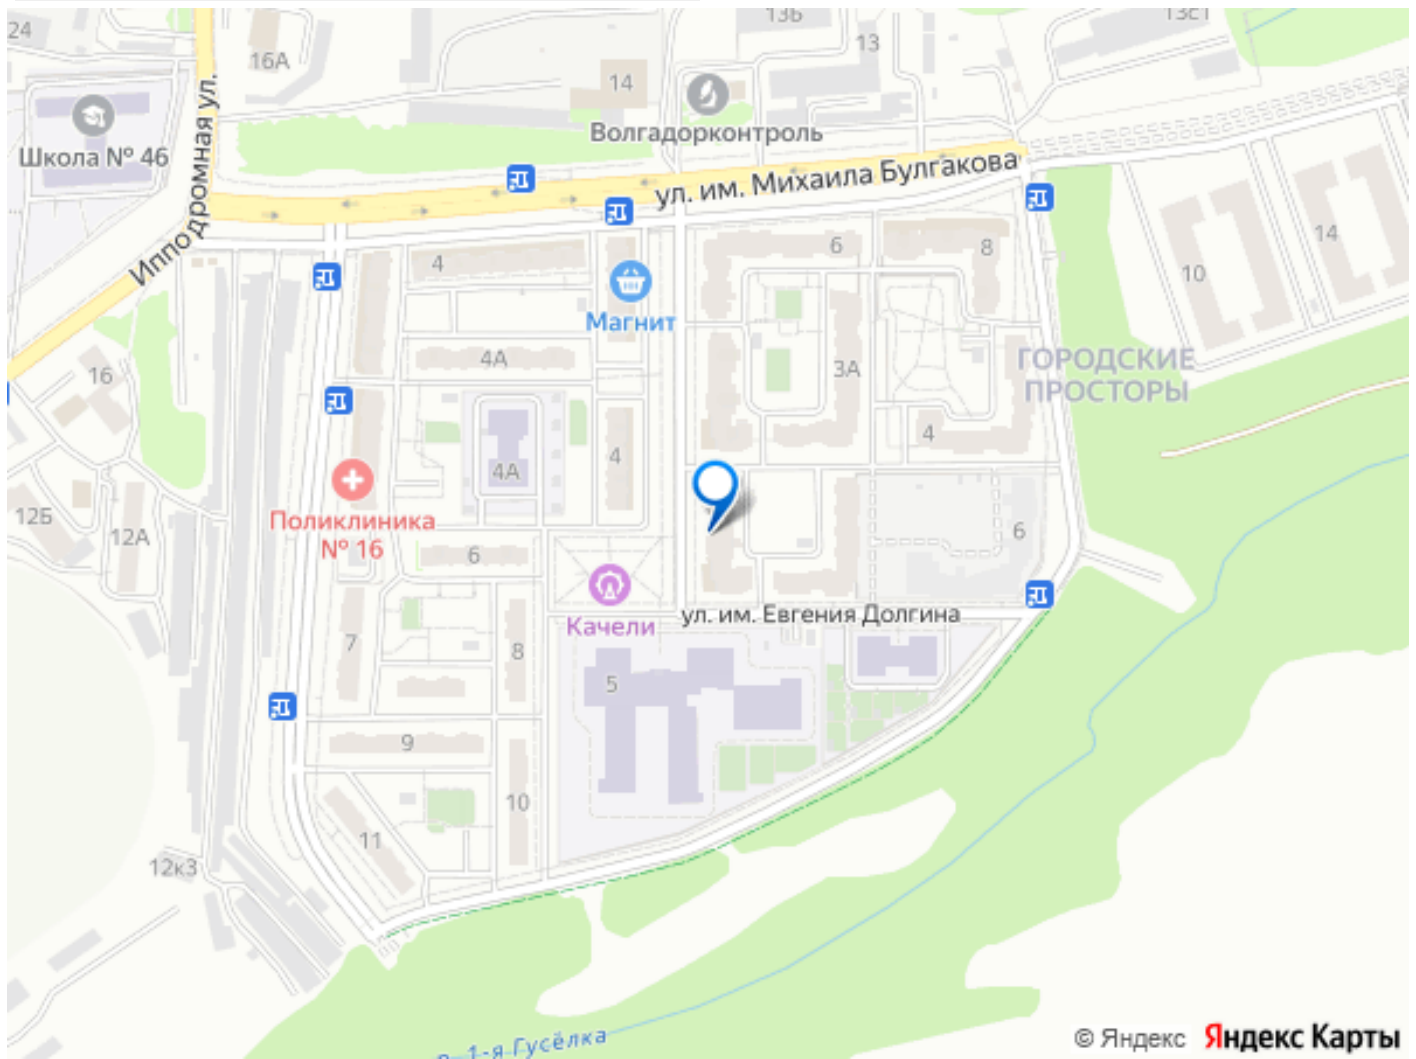 24
16А
13Б
13
13с1
14
Волгадорконтроль
Школа № 46
Ипподромная ул.
ул. им. Михаила Булгакова
4
6
8
14
10
Магнит
4А
3А
ГОРОДСКИЕ
ПРОСТОРЫ
16
4
4
4А
12Б
12А
Поликлиника
№ 16
6
6
Качели
ул. им. Евгения Долгина
7
8
5
9
10
11
12к3
р. 1-я Гусёлка
© Яндекс Яндекс Карты